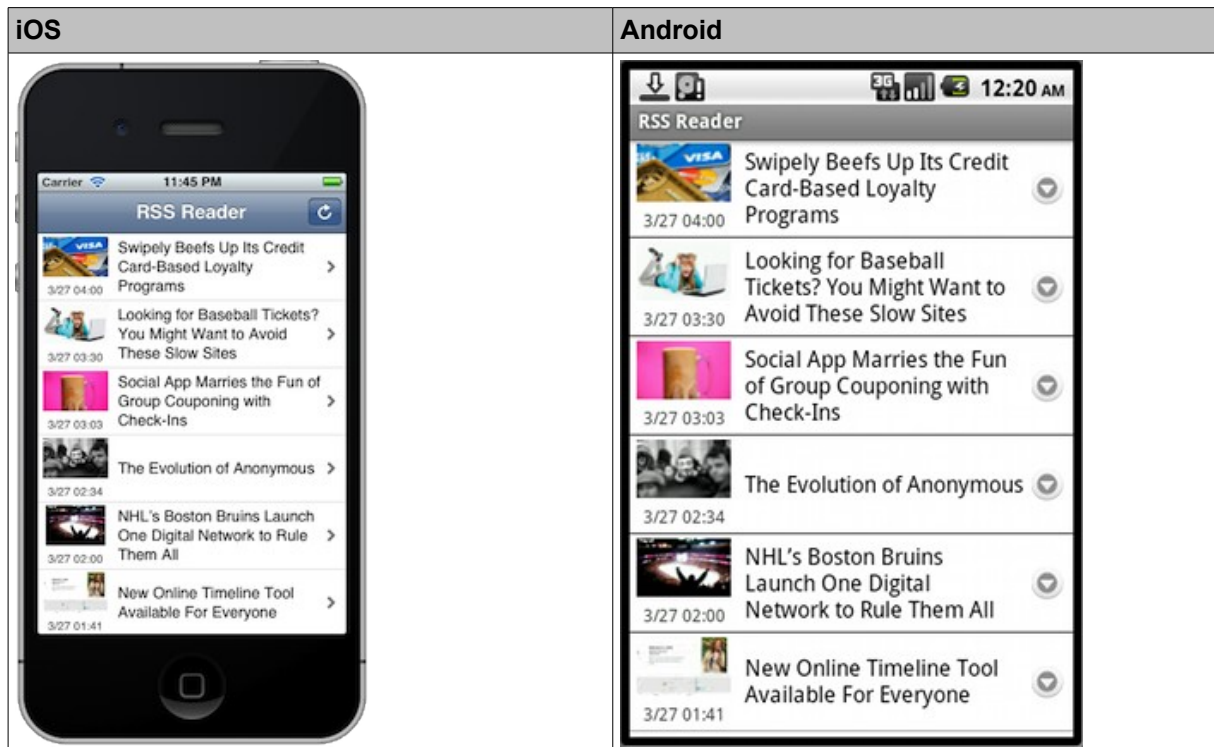 iOS
Android
Carrier
11:45 PM
RSS Reader
VISA
3/27 04:00
Swipely Beefs Up Its Credit
Card-Based Loyalty
Programs
3/27 03:30
Looking for Baseball Tickets?
You Might Want to Avoid
These Slow Sites
3/27 03:03
Social App Marries the Fun of
Group Couponing with
Check-Ins
3/27 02:34
The Evolution of Anonymous
3/27 02:00
NHL's Boston Bruins Launch
One Digital Network to Rule
Them All
3/27 01:41
New Online Timeline Tool
Available For Everyone
3G
12:20 AM
RSS Reader
VISA
3/27 04:00
Swipely Beefs Up Its Credit
Card-Based Loyalty
Programs
3/27 03:30
Looking for Baseball
Tickets? You Might Want to
Avoid These Slow Sites
3/27 03:03
Social App Marries the Fun
of Group Couponing with
Check-Ins
3/27 02:34
The Evolution of Anonymous
3/27 02:00
NHL's Boston Bruins
Launch One Digital
Network to Rule Them All
3/27 01:41
New Online Timeline Tool
Available For Everyone